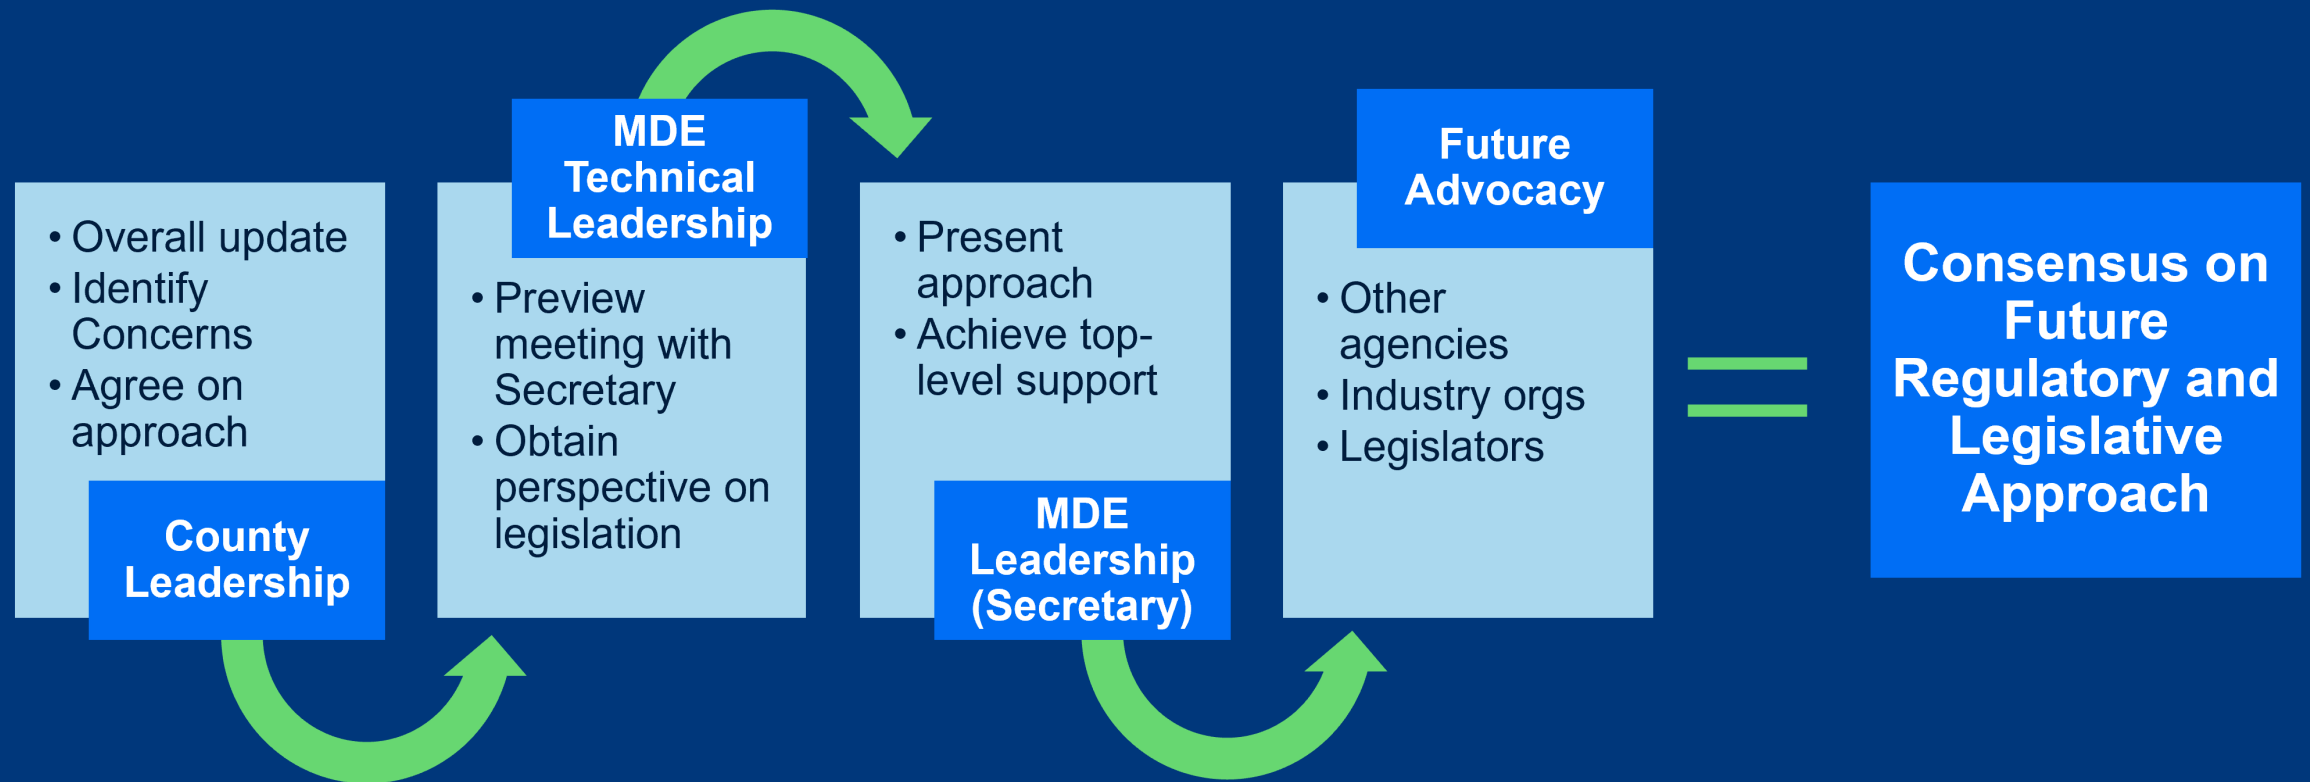 • Overall update
• Identify
Concerns
• Agree on
approach
County
Leadership
MDE
Technical
Leadership
• Preview
meeting with
Secretary
• Obtain
perspective on
legislation
• Present
approach
• Achieve top-
level support
MDE
Leadership
(Secretary)
Future
Advocacy
• Other
agencies
• Industry orgs
• Legislators
Consensus on
Future
Regulatory and
Legislative
Approach